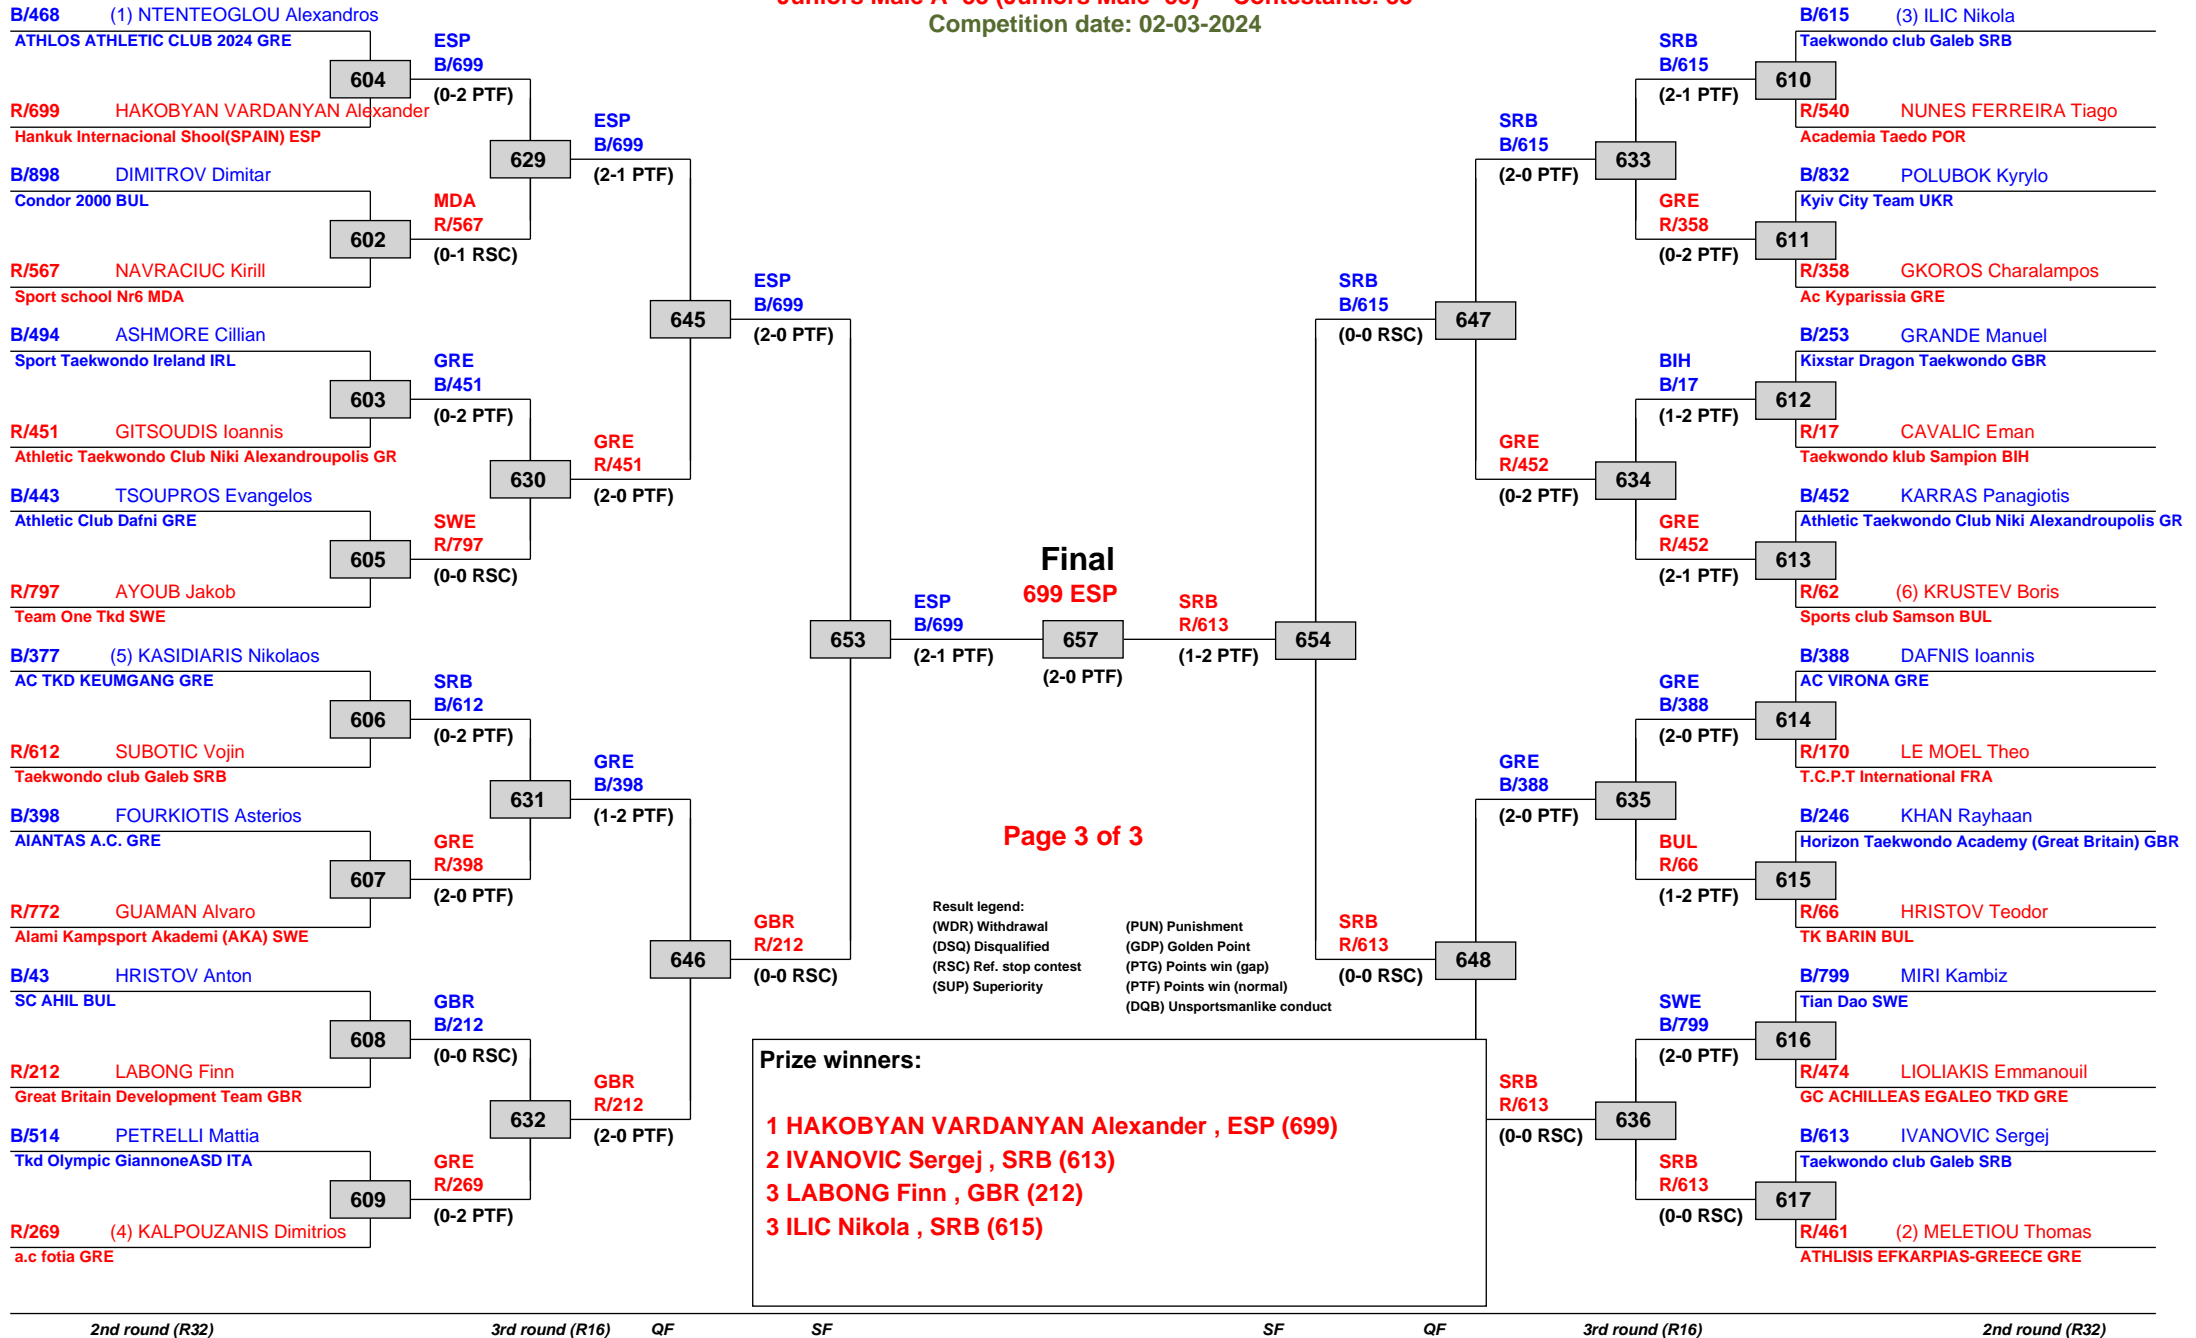 Competition date: 02-03-2024
B/468 (1) NTENTEOGLOU Alexandros
ATHLOS ATHLETIC CLUB 2024 GRE
604
R/699 HAKOBYAN VARDANYAN Alexander
Hankuk Internacional Shool(SPAIN) ESP
B/898 DIMITROV Dimitar
Condor 2000 BUL
602
R/567 NAVRACIUC Kirill
Sport school Nr6 MDA
B/494 ASHMORE Cillian
Sport Taekwondo Ireland IRL
603
R/451 GITSOUDIS Ioannis
Athletic Taekwondo Club Niki Alexandroupolis GR
B/443 TSOUPROS Evangelos
Athletic Club Dafni GRE
605
R/797 AYOUB Jakob
Team One Tkd SWE
B/377 (5) KASIDIARIS Nikolaos
AC TKD KEUMGANG GRE
606
R/612 SUBOTIC Vojin
Taekwondo club Galeb SRB
B/398 FOURKIOTIS Asterios
AIANTAS A.C. GRE
607
R/772 GUAMAN Alvaro
Alami Kampsport Akademi (AKA) SWE
B/43 HRISTOV Anton
SC AHIL BUL
608
R/212 LABONG Finn
Great Britain Development Team GBR
B/514 PETRELLI Mattia
Tkd Olympic GiannoneASD ITA
609
R/269 (4) KALPOUZANIS Dimitrios
a.c fotia GRE
ESP
B/699
(0-2 PTF)
629
MDA
R/567
(0-1 RSC)
GRE
B/451
(0-2 PTF)
630
SWE
R/797
(0-0 RSC)
SRB
B/612
(0-2 PTF)
631
GRE
R/398
(2-0 PTF)
GBR
B/212
(0-0 RSC)
632
GRE
R/269
(0-2 PTF)
ESP
B/699
(2-1 PTF)
645
GRE
R/451
(2-0 PTF)
GRE
B/398
(1-2 PTF)
646
GBR
R/212
(2-0 PTF)
ESP
B/699
(2-0 PTF)
653
GBR
R/212
(0-0 RSC)
ESP
B/699
(2-1 PTF)
Final
699 ESP
657
(2-0 PTF)
SRB
R/613
(1-2 PTF)
654
SRB
B/615
(0-0 RSC)
SRB
R/613
(0-0 RSC)
647
648
SRB
B/615
(2-0 PTF)
GRE
R/452
(0-2 PTF)
GRE
B/388
(2-0 PTF)
SRB
R/613
(0-0 RSC)
633
634
635
636
SRB
B/615
(2-1 PTF)
GRE
R/358
(0-2 PTF)
BIH
B/17
(1-2 PTF)
GRE
R/452
(2-1 PTF)
GRE
B/388
(2-0 PTF)
BUL
R/66
(1-2 PTF)
SWE
B/799
(2-0 PTF)
SRB
R/613
(0-0 RSC)
B/615 (3) ILIC Nikola
Taekwondo club Galeb SRB
610
R/540 NUNES FERREIRA Tiago
Academia Taedo POR
B/832 POLUBOK Kyrylo
Kyiv City Team UKR
611
R/358 GKOROS Charalampos
Ac Kyparissia GRE
B/253 GRANDE Manuel
Kixstar Dragon Taekwondo GBR
612
R/17 CAVALIC Eman
Taekwondo klub Sampion BIH
B/452 KARRAS Panagiotis
Athletic Taekwondo Club Niki Alexandroupolis GR
613
R/62 (6) KRUSTEV Boris
Sports club Samson BUL
B/388 DAFNIS Ioannis
AC VIRONA GRE
614
R/170 LE MOEL Theo
T.C.P.T International FRA
B/246 KHAN Rayhaan
Horizon Taekwondo Academy (Great Britain) GBR
615
R/66 HRISTOV Teodor
TK BARIN BUL
B/799 MIRI Kambiz
Tian Dao SWE
616
R/474 LIOLIAKIS Emmanouil
GC ACHILLEAS EGALEO TKD GRE
B/613 IVANOVIC Sergej
Taekwondo club Galeb SRB
617
R/461 (2) MELETIOU Thomas
ATHLISIS EFKARPIAS-GREECE GRE
Page 3 of 3
Result legend:
(WDR) Withdrawal (PUN) Punishment
(DSQ) Disqualified (GDP) Golden Point
(RSC) Ref. stop contest (PTG) Points win (gap)
(SUP) Superiority (PTF) Points win (normal)
(DQB) Unsportsmanlike conduct
Prize winners:
1 HAKOBYAN VARDANYAN Alexander , ESP (699)
2 IVANOVIC Sergej , SRB (613)
3 LABONG Finn , GBR (212)
3 ILIC Nikola , SRB (615)
2nd round (R32) 3rd round (R16) QF SF SF QF 3rd round (R16) 2nd round (R32)